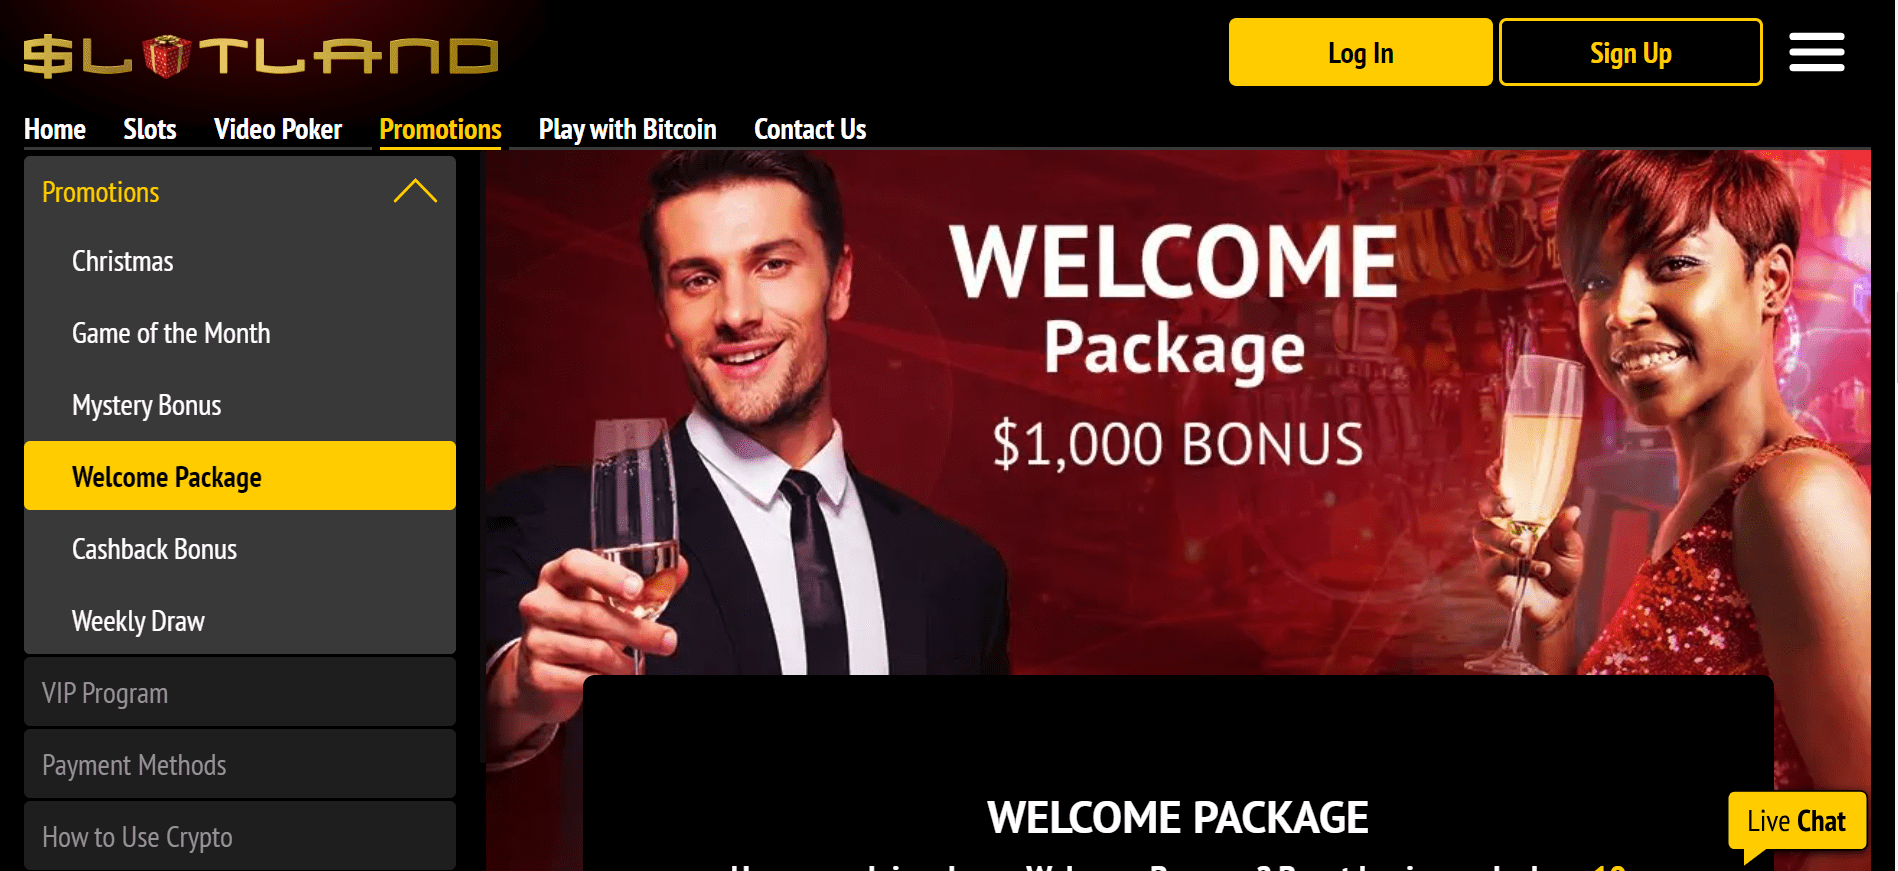 $LOTLAND
Log In
Sign Up
Home Slots Video Poker Promotions Play with Bitcoin Contact Us
Promotions
Christmas
Game of the Month
Mystery Bonus
Welcome Package
Cashback Bonus
Weekly Draw
VIP Program
Payment Methods
How to Use Crypto
WELCOME
Package
$1,000 BONUS
WELCOME PACKAGE
Live Chat